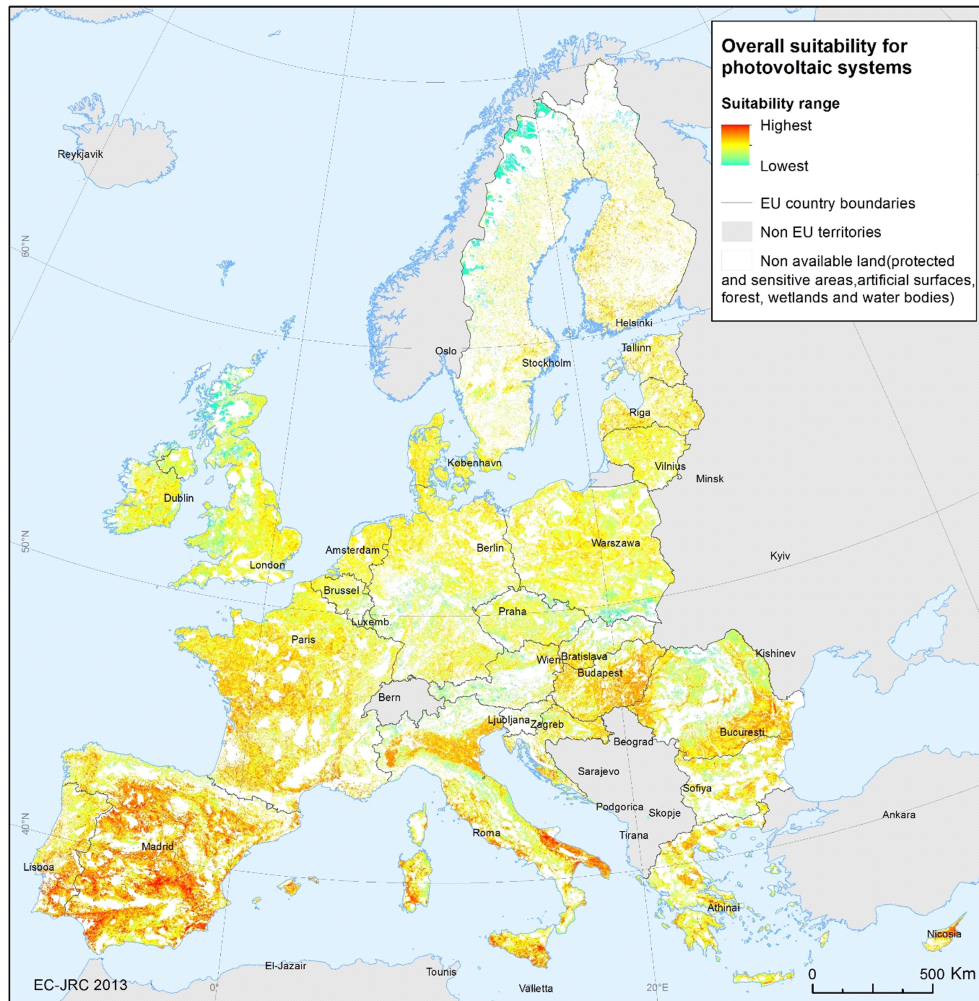 Overall suitability for
photovoltaic systems
Suitability range
Highest
Lowest
EU country boundaries
Non EU territories
Non available land(protected
and sensitive areas,artificial surfaces,
forest, wetlands and water bodies)
Reykjavik
60°N
Helsinki
Oslo
Tallinn
Stockholm
Riga
København
Vilnius
Minsk
Dublin
50°N
Amsterdam
Berlin
Warszawa
Kyiv
London
Brussel
Praha
Luxemb.
Paris
Kishinev
Wien
Bratislava
Budapest
Bern
Ljubljana
Zagreb
Bucuresti
Beograd
Sarajevo
Sofiya
Podgorica
Skopje
40°N
Ankara
Roma
Tirana
Madrid
Lisboa
Athinai
Nicosia
El-Jazair
Tounis
0
500 Km
EC-JRC 2013
0°
Valletta
20°E